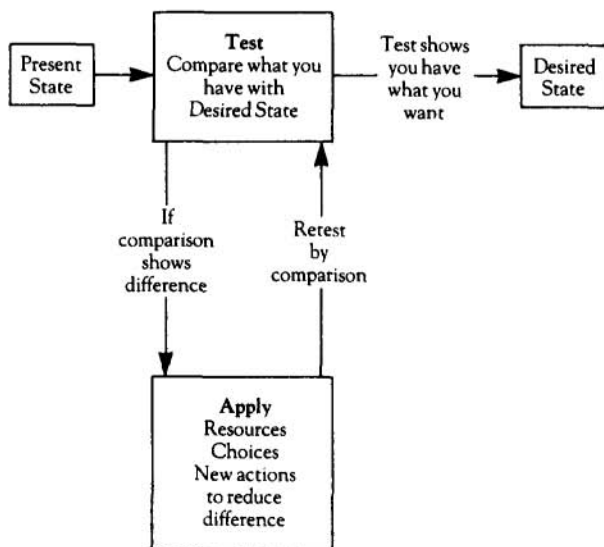 Present
State
Test
Compare what you
have with
Desired State
Test shows
you have
what you
want
Desired
State
If
comparison
shows
difference
Retest
by
comparison
Apply
Resources
Choices
New actions
to reduce
difference